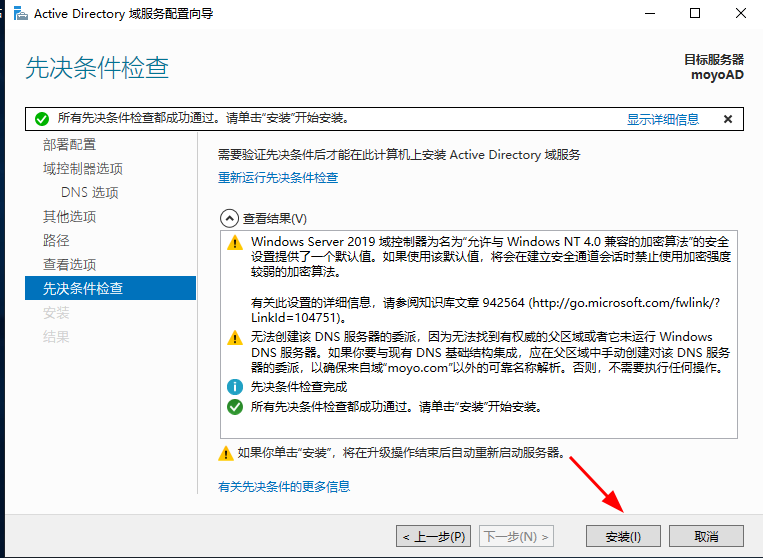 Active Directory 域服务配置向导
先决条件检查
目标服务器
moyoAD
所有先决条件检查都成功通过。请单击“安装”开始安装。
显示详细信息
部署配置
域控制器选项
DNS 选项
其他选项
路径
查看选项
先决条件检查
安装
结果
需要验证先决条件后才能在此计算机上安装 Active Directory 域服务
重新运行先决条件检查
查看结果(V)
Windows Server 2019 域控制器为名为“允许与 Windows NT 4.0 兼容的加密算法”的安全
设置提供了一个默认值。如果使用该默认值，将会在建立安全通道会话时禁止使用加密强度
较弱的加密算法。
有关此设置的详细信息，请参阅知识库文章 942564 (http://go.microsoft.com/fwlink/?
LinkId=104751)。
无法创建该 DNS 服务器的委派，因为无法找到有权威的父区域或者它未运行 Windows
DNS 服务器。如果你要与现有 DNS 基础结构集成，应在父区域中手动创建对该 DNS 服务
器的委派，以确保来自域“moyo.com”以外的可靠名称解析。否则，不需要执行任何操作。
先决条件检查完成
所有先决条件检查都成功通过。请单击“安装”开始安装。
如果你单击“安装”，将在升级操作结束后自动重新启动服务器。
有关先决条件的更多信息
< 上一步(P)
下一步(N) >
安装(I)
取消